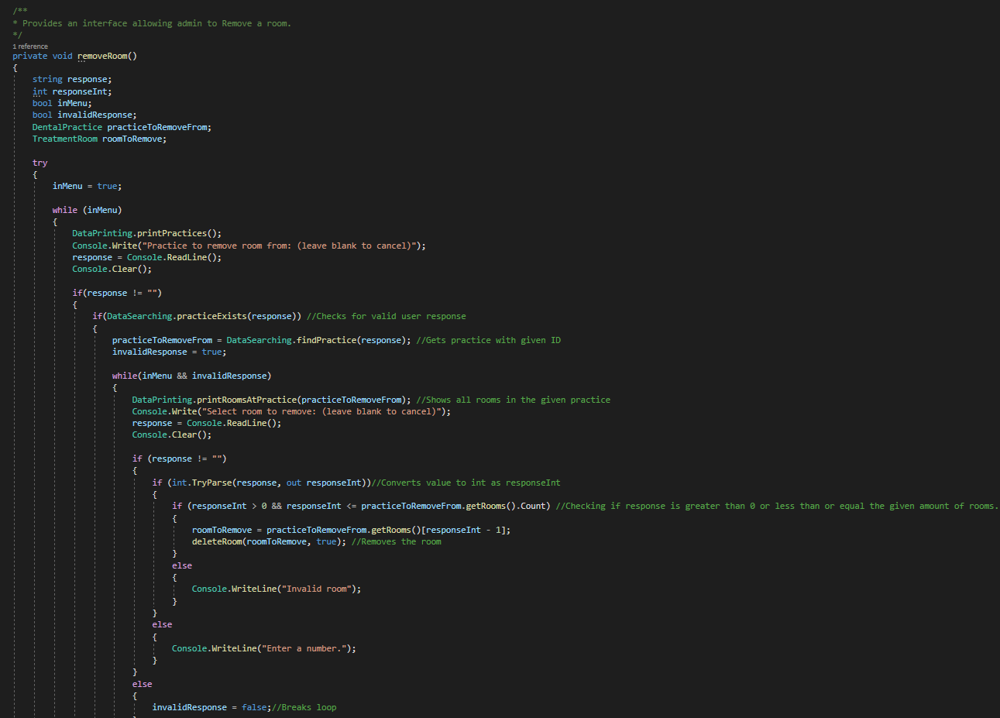 /**
* Provides an interface allowing admin to Remove a room.
*/
1 reference
private void removeRoom()
{
string response;
int responseInt;
bool inMenu;
bool invalidResponse;
DentalPractice practiceToRemoveFrom;
TreatmentRoom roomToRemove;
try
{
inMenu = true;
while (inMenu)
{
DataPrinting.printPractices();
Console.Write("Practice to remove room from: (leave blank to cancel)");
response = Console.ReadLine();
Console.Clear();
if(response != "")
{
if(DataSearching.practiceExists(response)) //Checks for valid user response
{
practiceToRemoveFrom = DataSearching.findPractice(response); //Gets practice with given ID
invalidResponse = true;
while(inMenu && invalidResponse)
{
DataPrinting.printRoomsAtPractice(practiceToRemoveFrom); //Shows all rooms in the given practice
Console.Write("Select room to remove: (leave blank to cancel)");
response = Console.ReadLine();
Console.Clear();
if (response != "")
{
if (int.TryParse(response, out responseInt))//Converts value to int as responseInt
{
if (responseInt > 0 && responseInt <= practiceToRemoveFrom.getRooms().Count) //Checking if response is greater than 0 or less than or equal the given amount of rooms.
{
roomToRemove = practiceToRemoveFrom.getRooms()[responseInt - 1];
deleteRoom(roomToRemove, true); //Removes the room
}
else
{
Console.WriteLine("Invalid room");
}
}
else
{
Console.WriteLine("Enter a number.");
}
}
else
{
invalidResponse = false;//Breaks loop